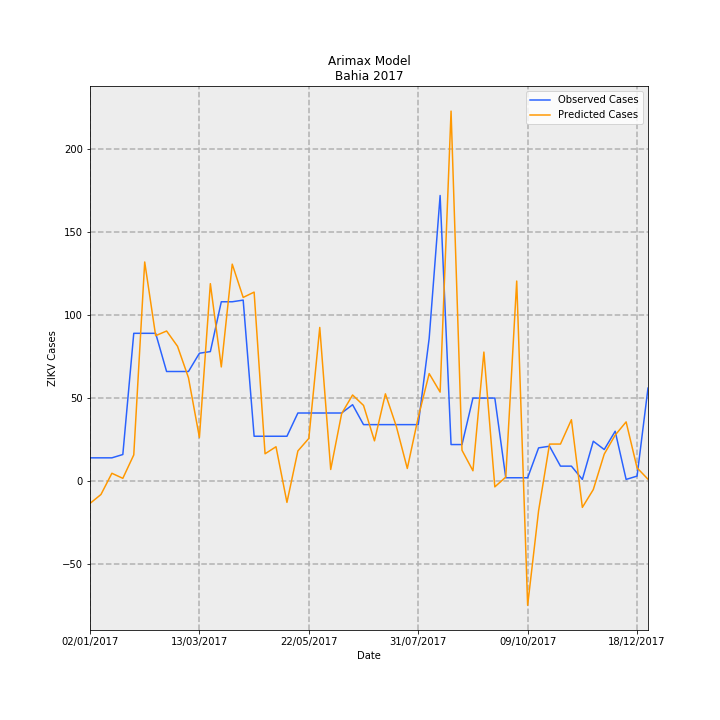 Arimax Model
Bahia 2017
Observed Cases
Predicted Cases
200
150
100
50
0
−50
ZIKV Cases
02/01/2017
13/03/2017
22/05/2017
31/07/2017
09/10/2017
18/12/2017
Date